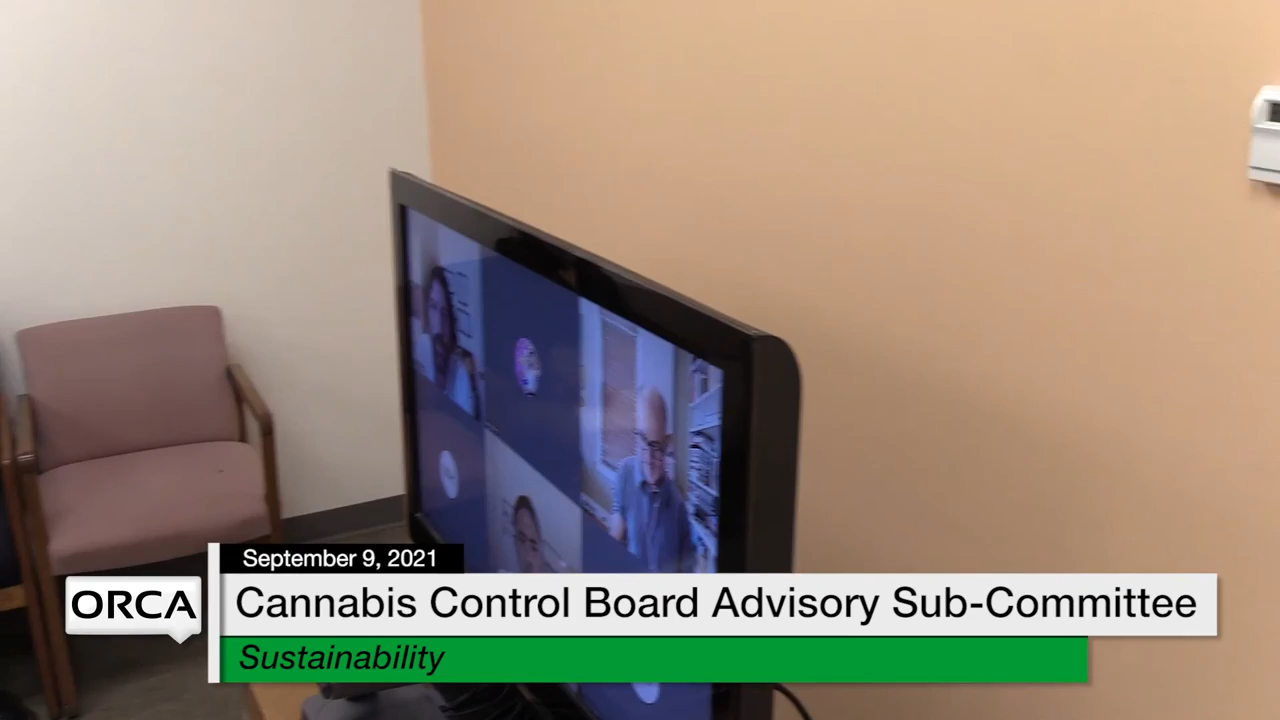 September 9, 2021
ORCA
Cannabis Control Board Advisory Sub-Committee
Sustainability